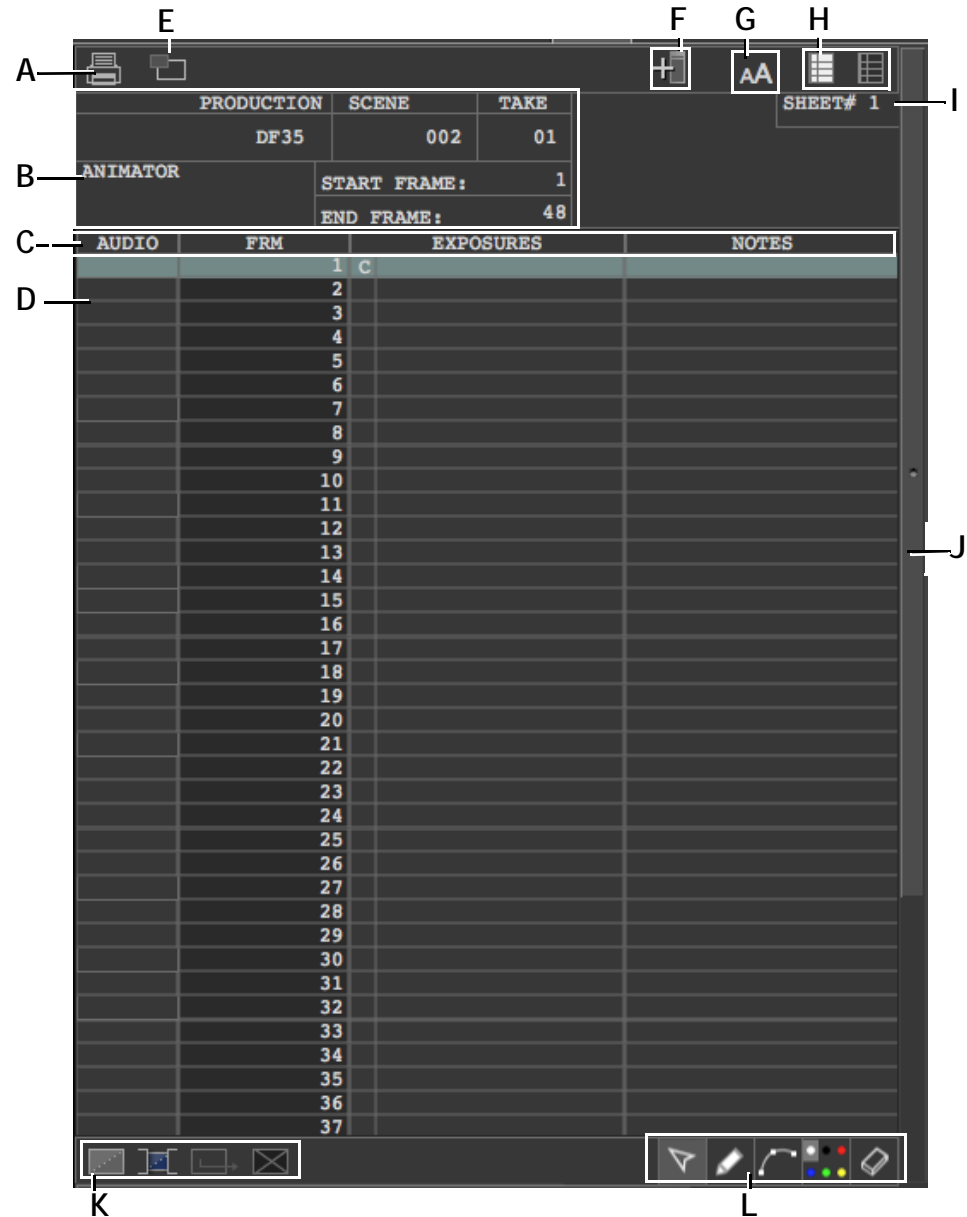 E F G H
A AA
PRODUCTION SCENE TAKE
SHEET# 1 I
DF35 002 01
B ANIMATOR
START FRAME: 1
END FRAME: 48
C AUDIO FRM EXPOSURES NOTES
1 C
D 2
3
4
5
6
7
8
9
10
11
12
13 J
14
15
16
17
18
19
20
21
22
23
24
25
26
27
28
29
30
31
32
33
34
35
36
37
K L